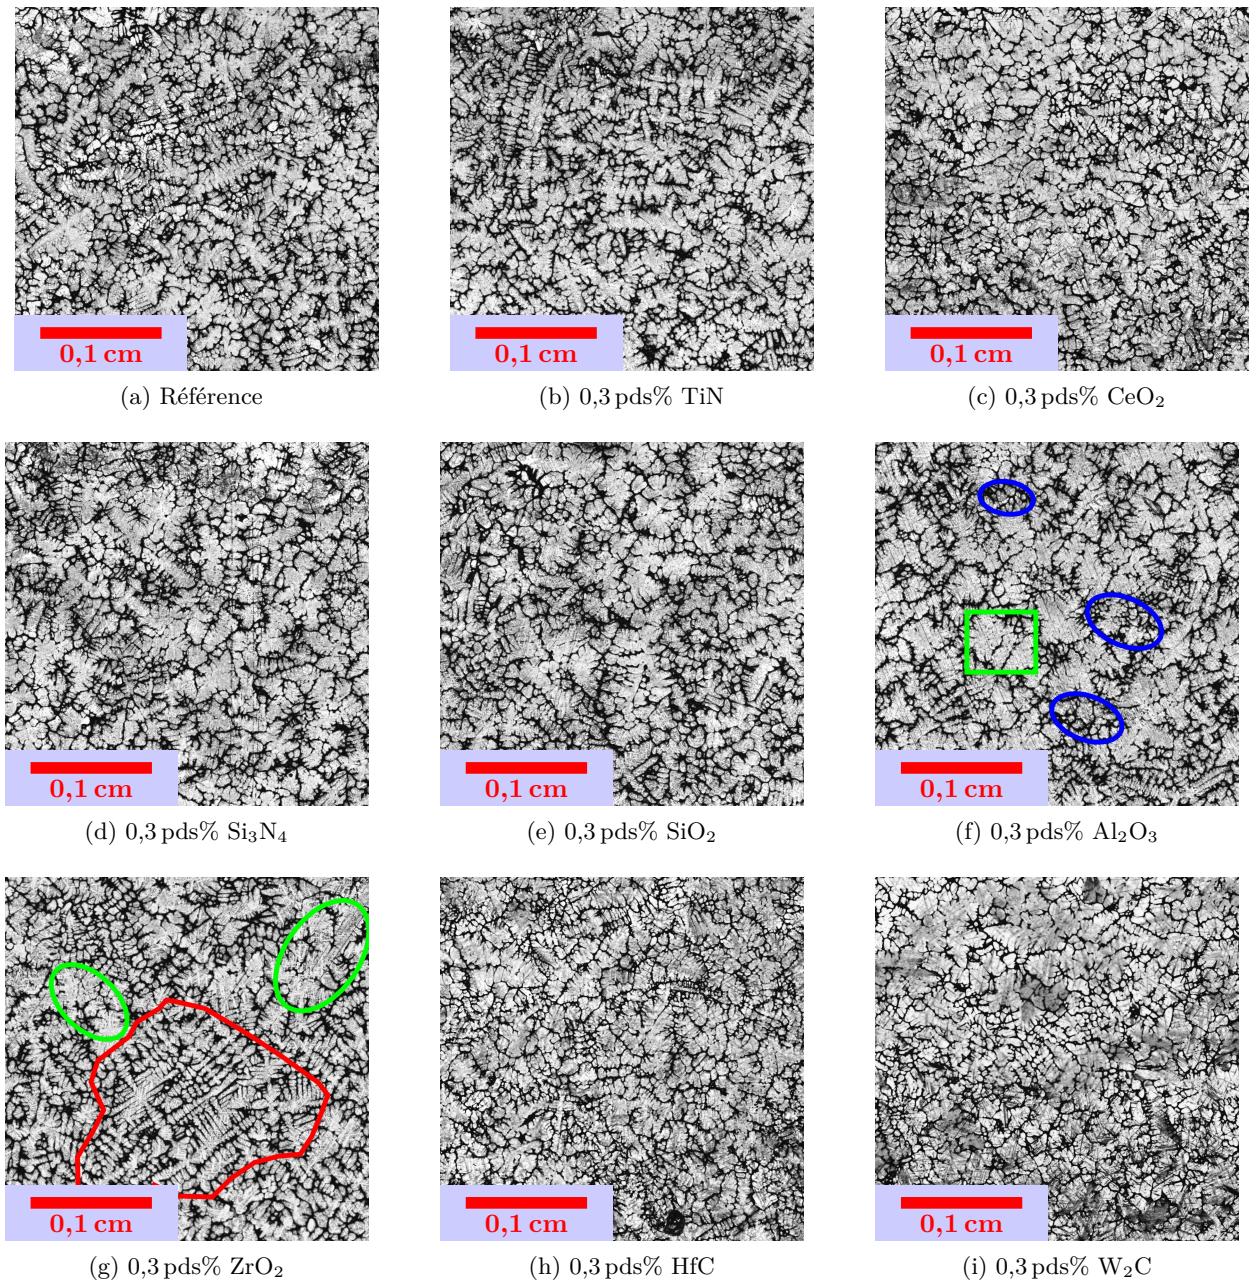 0,1 cm
0,1 cm
0,1 cm
(a) Référence
(b) 0,3 pds% TiN
(c) 0,3 pds% CeO₂
0,1 cm
0,1 cm
0,1 cm
(d) 0,3 pds% Si₃N₄
(e) 0,3 pds% SiO₂
(f) 0,3 pds% Al₂O₃
0,1 cm
0,1 cm
0,1 cm
(g) 0,3 pds% ZrO₂
(h) 0,3 pds% HfC
(i) 0,3 pds% W₂C